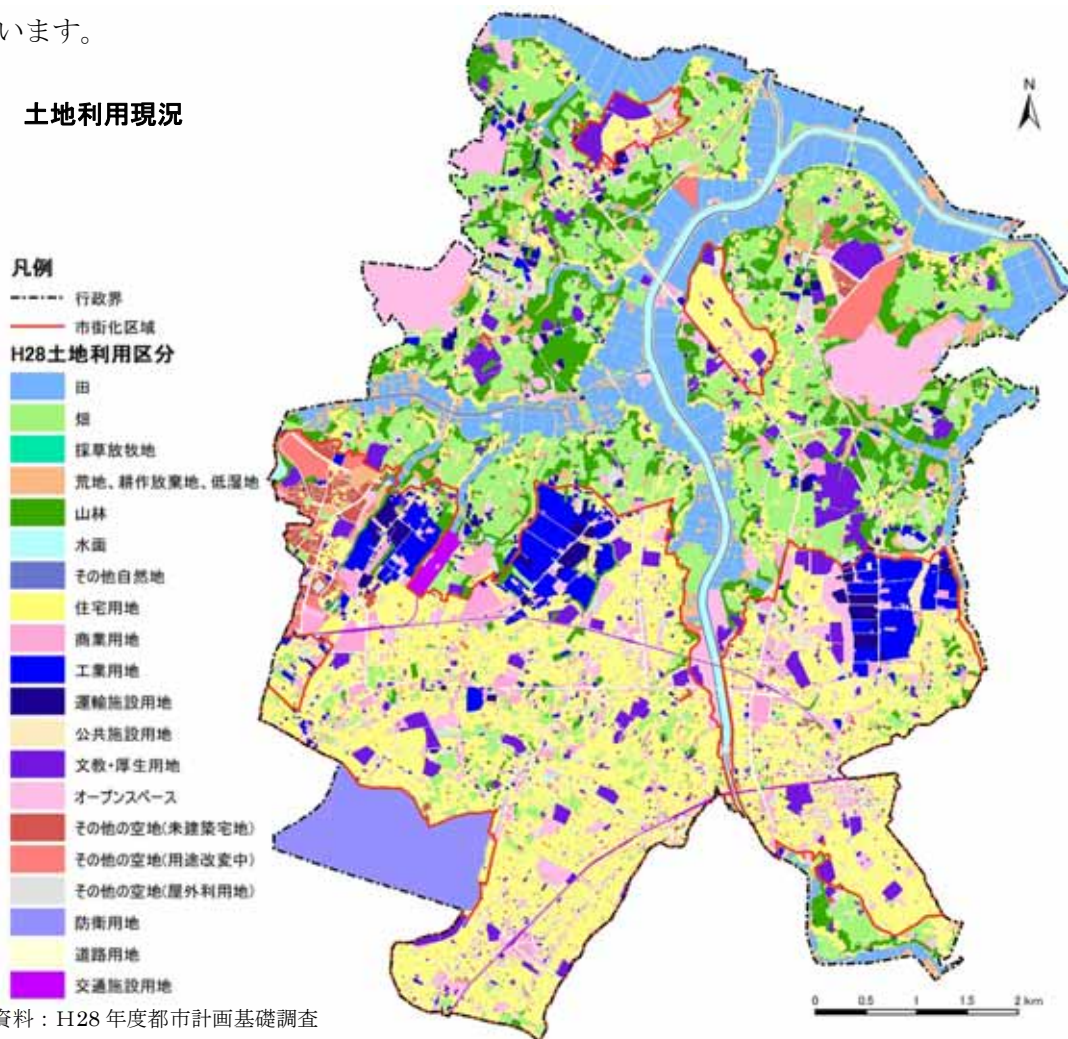 います。
土地利用現況
N
凡例
行政界
市街化区域
H28土地利用区分
田
畑
採草放牧地
荒地、耕作放棄地、低湿地
山林
水面
その他自然地
住宅用地
商業用地
工業用地
運輸施設用地
公共施設用地
文教・厚生用地
オープンスペース
その他の空地(未建築宅地)
その他の空地(用途改変中)
その他の空地(屋外利用地)
防衛用地
道路用地
交通施設用地
0 0.5 1 1.5 2 km
資料：H28 年度都市計画基礎調査